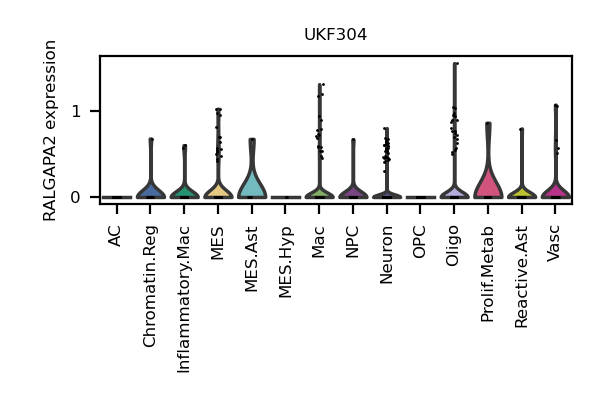 UKF304
RALGAPA2 expression
1
0
AC
Chromatin.Reg
Inflammatory.Mac
MES
MES.Ast
MES.Hyp
Mac
NPC
Neuron
OPC
Oligo
Prolif.Metab
Reactive.Ast
Vasc